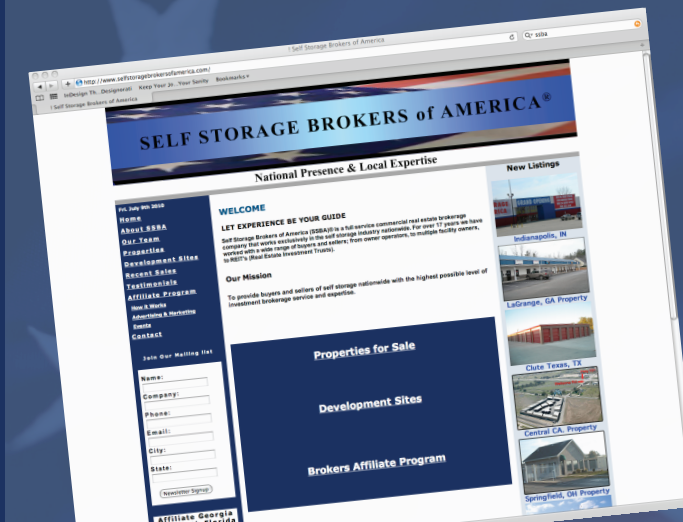 ! Self Storage Brokers of America
http://www.selfstoragebrokersofamerica.com/
ssba
InDesign Th...Designorati Keep Your Jo...Your Sanity Bookmarks
! Self Storage Brokers of America
SELF STORAGE BROKERS of AMERICA®
National Presence & Local Expertise
Fri. July 9th 2010
Home
About SSBA
Our Team
Properties
Development Sites
Recent Sales
Testimonials
Affiliate Program
How it Works
Advertising & Marketing
Events
Contact
Join Our Mailing list
Name:
Company:
Phone:
Email:
City:
State:
Newsletter Signup
Affiliate Georgia
Florida
WELCOME
LET EXPERIENCE BE YOUR GUIDE
Self Storage Brokers of America (SSBA)® is a full service commercial real estate brokerage
company that works exclusively in the self storage industry nationwide. For over 17 years we have
worked with a wide range of buyers and sellers; from owner operators, to multiple facility owners,
to REIT's (Real Estate Investment Trusts).
Our Mission
To provide buyers and sellers of self storage nationwide with the highest possible level of
investment brokerage service and expertise.
Properties for Sale
Development Sites
Brokers Affiliate Program
New Listings
Indianapolis, IN
LaGrange, GA Property
Clute Texas, TX
Central CA. Property
Springfield, OH Property